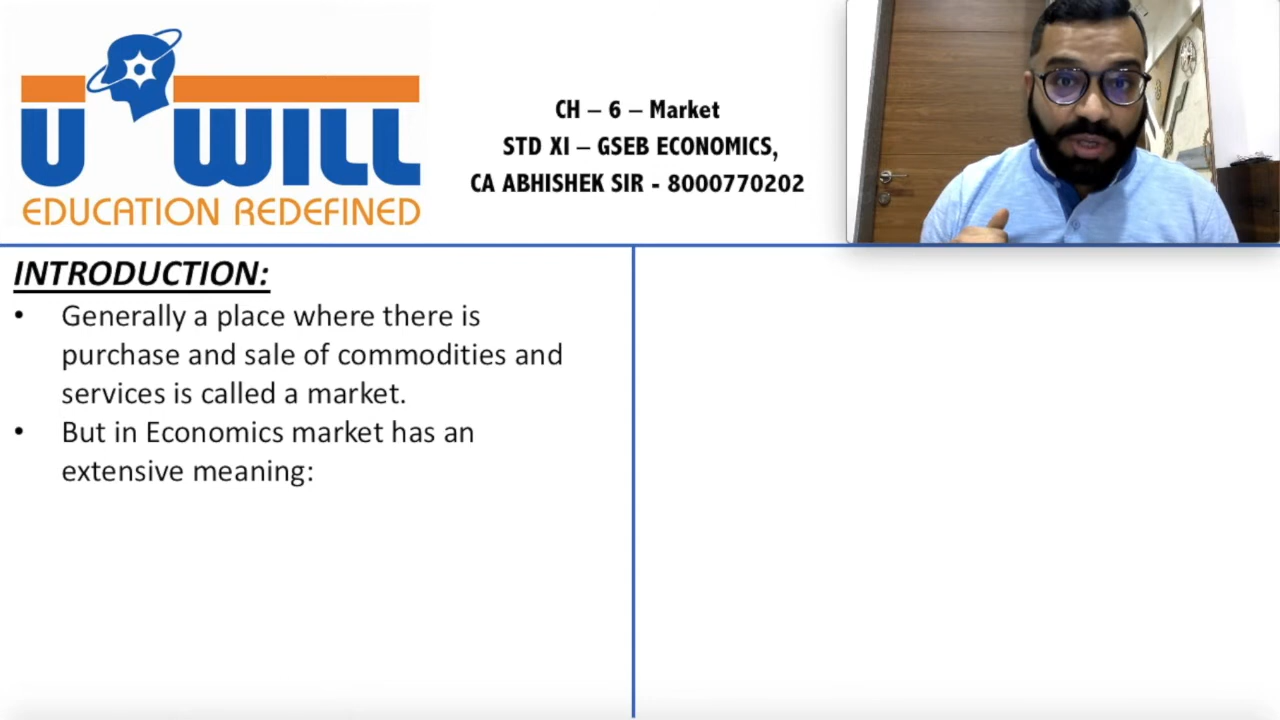 U WILL
EDUCATION REDEFINED
CH – 6 – Market
STD XI – GSEB ECONOMICS,
CA ABHISHEK SIR - 8000770202
INTRODUCTION:
• Generally a place where there is
purchase and sale of commodities and
services is called a market.
• But in Economics market has an
extensive meaning: